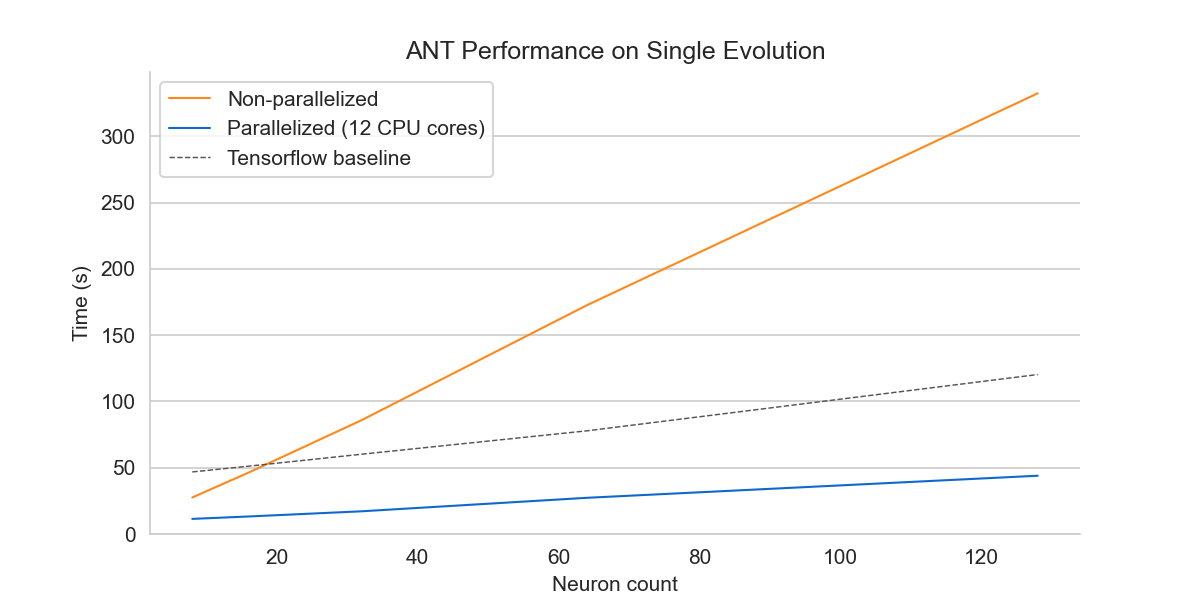 ANT Performance on Single Evolution
Non-parallelized
Parallelized (12 CPU cores)
Tensorflow baseline
Time (s)
300
250
200
150
100
50
0
20 40 60 80 100 120
Neuron count